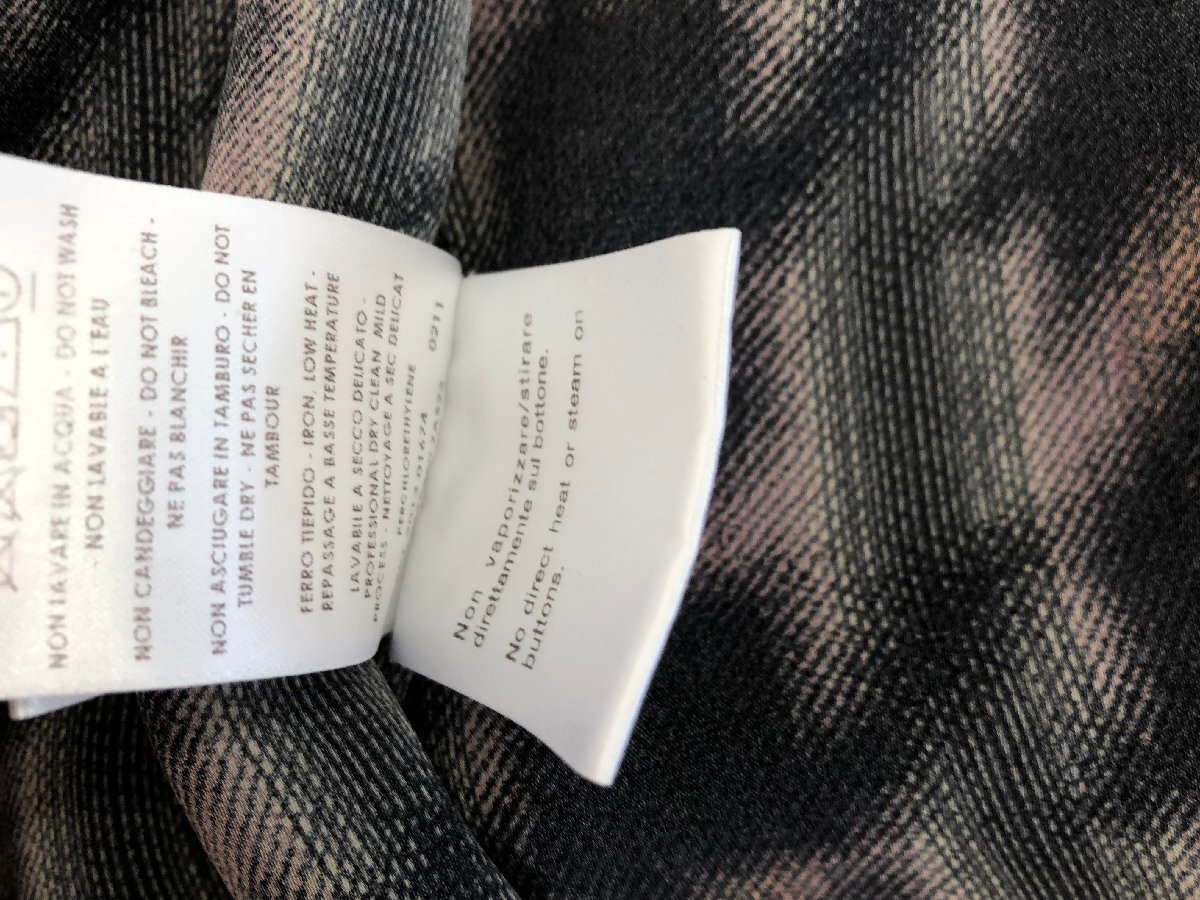 NON LAVARE IN ACQUA - DO NOT WASH
- NON LAVABLE A L EAU
NON CANDEGGIARE - DO NOT BLEACH -
NE PAS BLANCHIR
NON ASCIUGARE IN TAMBURO - DO NOT
TUMBLE DRY - NE PAS SECHER EN
TAMBOUR
FERRO TIEPIDO - IRON, LOW HEAT -
REPASSAGE A BASSE TEMPERATURE
LAVABILE A SECCO DELICATO -
PROFESSIONAL DRY CLEAN MILD
PROCESS - NETTOYAGE A SEC DELICAT
- PERCHLORETHYLENE
0211
Non vaporizzare/stirare
direttamente sul bottone.
No direct heat or steam on
buttons.